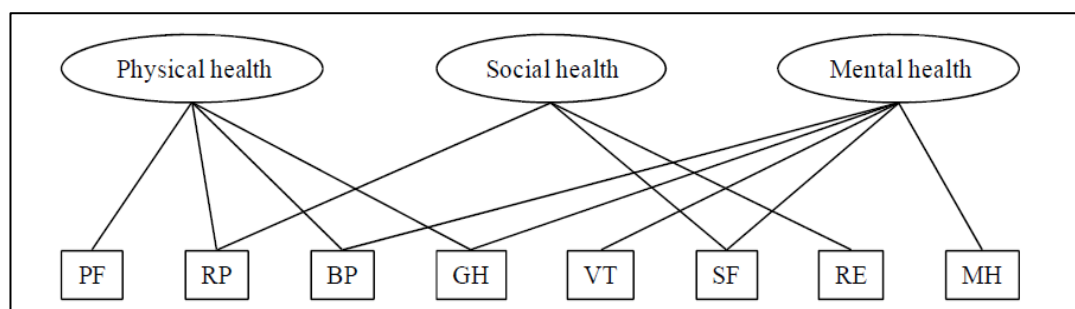 Physical health Social health Mental health
PF RP BP GH VT SF RE MH